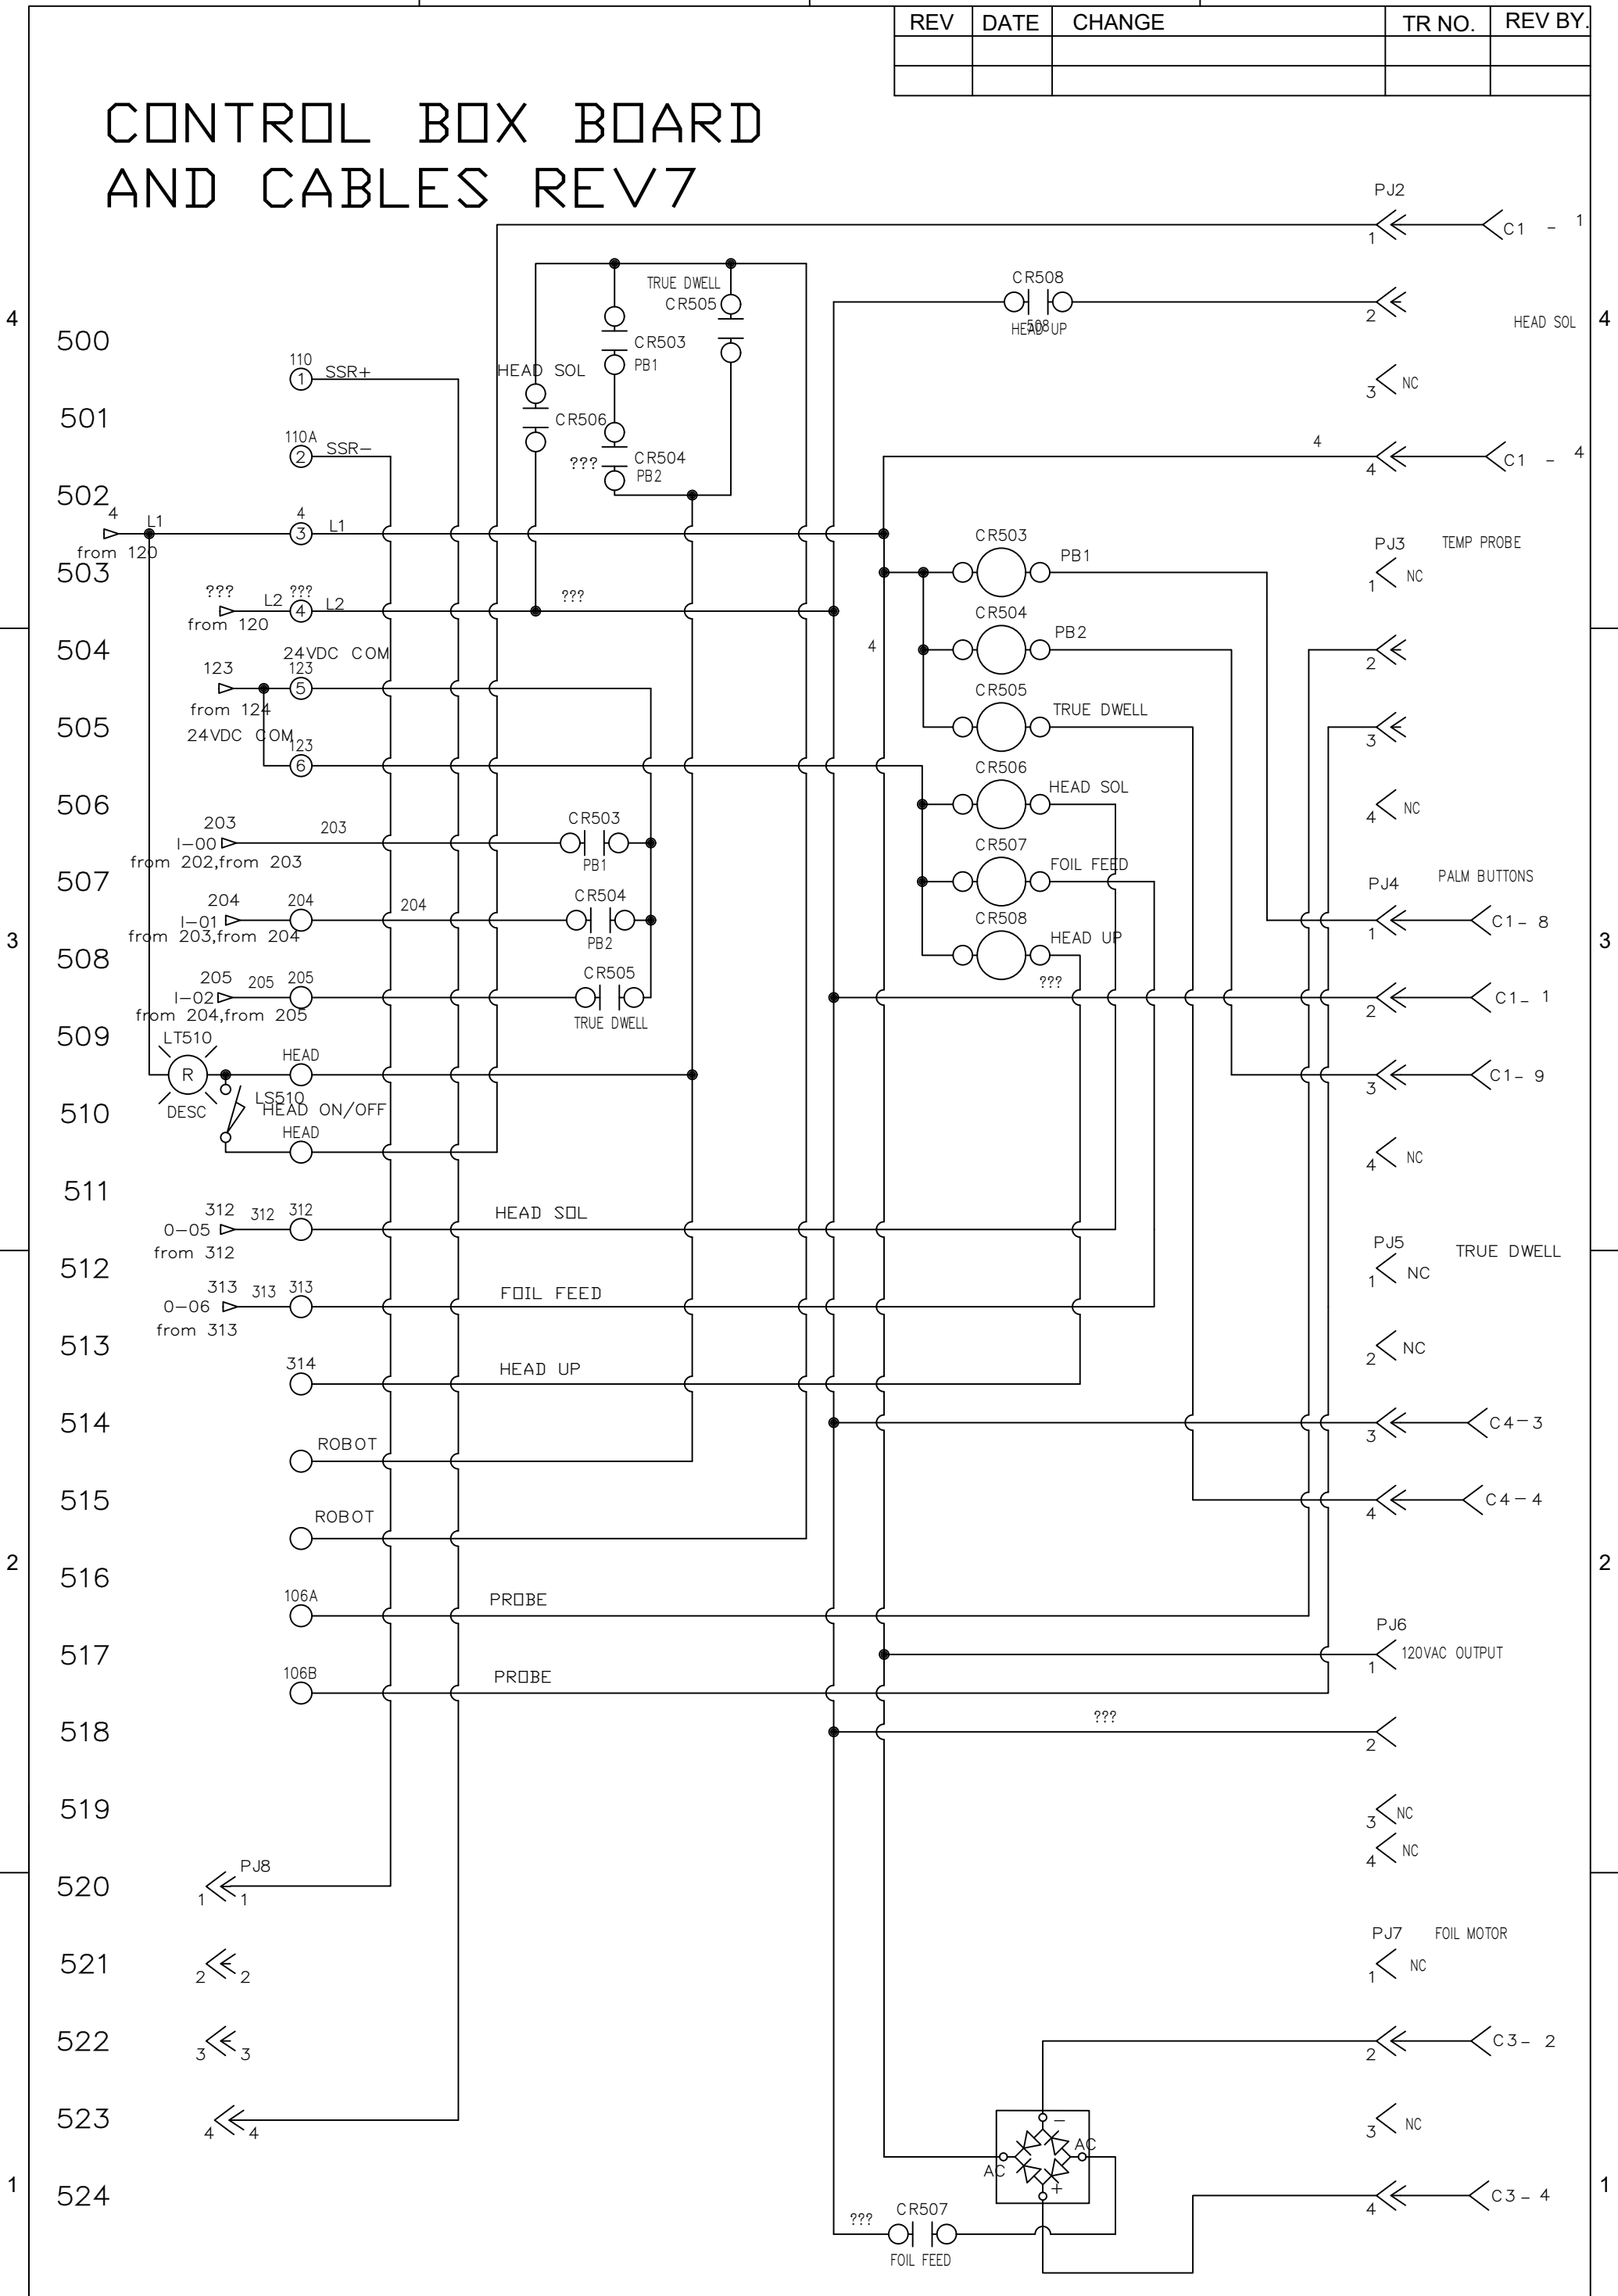 REV DATE CHANGE TR NO. REV BY.
CONTROL BOX BOARD
AND CABLES REV7
PJ2
1 C1 - 1
TRUE DWELL
CR505
CR508
HEAD UP
508
2
HEAD SOL
4 4
500
CR503
PB1
110
1 SSR+
HEAD SOL
3 NC
501
CR506
110A
2 SSR-
??? CR504
PB2
4
4 C1 - 4
502
4 L1
from 120
4
3 L1
CR503
PB1
PJ3 TEMP PROBE
1 NC
503
???
from 120
L2 ???
4 L2
???
CR504
PB2
504
24VDC COM
123
from 124
123
5
4
2
CR505
TRUE DWELL
505
24VDC COM
123
6
3
CR506
HEAD SOL
506
4 NC
203
I-00
from 202,from 203
203
CR503
PB1
CR507
FOIL FEED
507
PJ4 PALM BUTTONS
204
I-01
from 203,from 204
204
204
CR504
PB2
CR508
HEAD UP
1 C1- 8
3 3
508
205
I-02
from 204,from 205
205 205
CR505
TRUE DWELL
???
2 C1- 1
509
LT510
R
DESC
HEAD
3 C1- 9
510
LS510
HEAD ON/OFF
HEAD
4 NC
511
312
O-05
from 312
312 312
HEAD SOL
PJ5 TRUE DWELL
1 NC
512
313
O-06
from 313
313 313
FOIL FEED
513
2 NC
314
HEAD UP
514
3 C4-3
ROBOT
515
4 C4-4
ROBOT
2 2
516
106A
PROBE
PJ6
517
1 120VAC OUTPUT
106B
PROBE
518
???
2
519
3 NC
4 NC
520
PJ8
1 1
PJ7 FOIL MOTOR
521
2 2
1 NC
522
3 3
2 C3- 2
523
4 4
-
AC
AC
+
3 NC
1 1
524
4 C3- 4
???
CR507
FOIL FEED